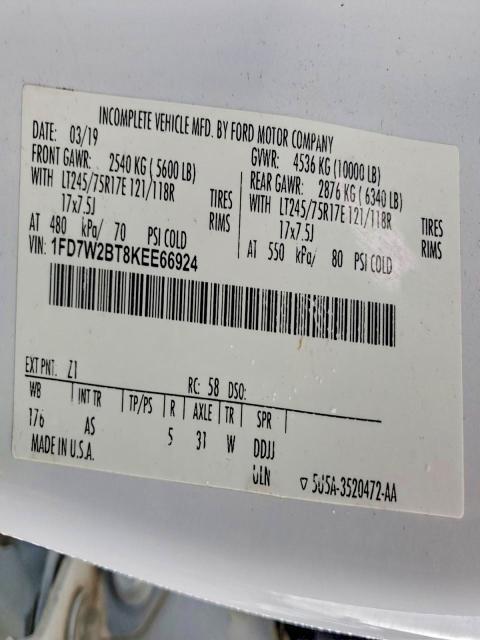 INCOMPLETE VEHICLE MFD. BY FORD MOTOR COMPANY
DATE: 03/19 GVWR: 4536 KG (10000 LB)
FRONT GAWR: 2540 KG (5600 LB) REAR GAWR: 2876 KG (6340 LB)
WITH LT245/75R17E 121/118R TIRES WITH LT245/75R17E 121/118R TIRES
17x7.5J RIMS 17x7.5J RIMS
AT 480 kPa/ 70 PSI COLD AT 550 kPa/ 80 PSI COLD
VIN: 1FD7W2BT8KEE66924
EXT PNT: Z1 RC: 58 DSO:
WB INT TR TP/PS R AXLE TR SPR
176 AS 5 31 W DDJJ
MADE IN U.S.A. ULN ▽ 5U5A-3520472-AA